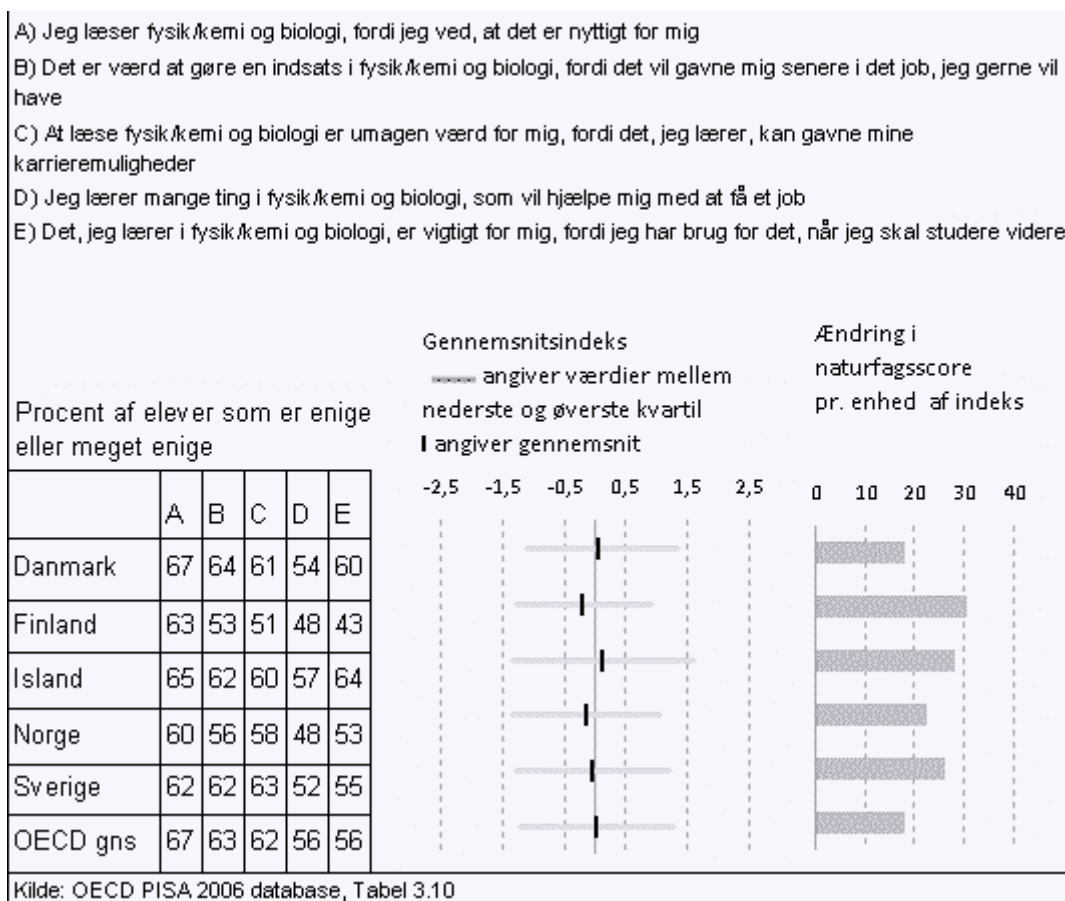 A) Jeg læser fysik/kemi og biologi, fordi jeg ved, at det er nyttigt for mig
B) Det er værd at gøre en indsats i fysik/kemi og biologi, fordi det vil gavne mig senere i det job, jeg gerne vil
have
C) At læse fysik/kemi og biologi er umagen værd for mig, fordi det, jeg lærer, kan gavne mine
karrieremuligheder
D) Jeg lærer mange ting i fysik/kemi og biologi, som vil hjælpe mig med at få et job
E) Det, jeg lærer i fysik/kemi og biologi, er vigtigt for mig, fordi jeg har brug for det, når jeg skal studere videre
Procent af elever som er enige
eller meget enige
Gennemsnitsindeks
angiver værdier mellem
nederste og øverste kvartil
angiver gennemsnit
Ændring i
naturfagsscore
pr. enhed af indeks
-2,5 -1,5 -0,5 0,5 1,5 2,5
0 10 20 30 40
A B C D E
Danmark 67 64 61 54 60
Finland 63 53 51 48 43
Island 65 62 60 57 64
Norge 60 56 58 48 53
Sverige 62 62 63 52 55
OECD gns 67 63 62 56 56
Kilde: OECD PISA 2006 database, Tabel 3.10